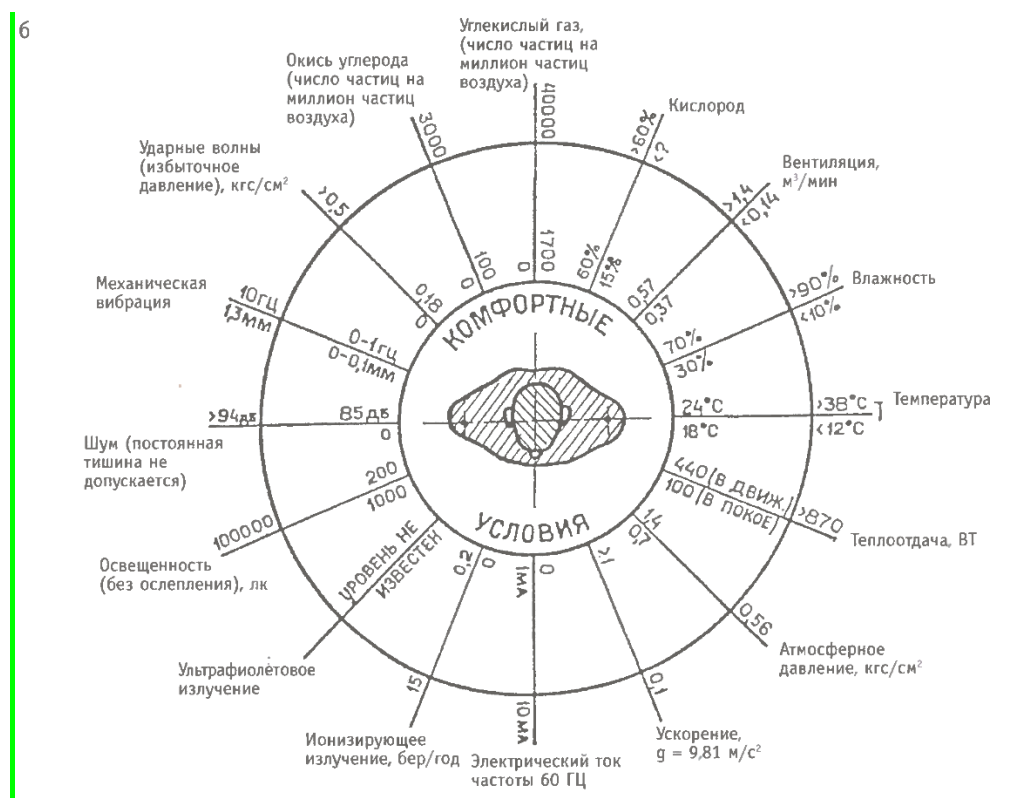 б
Углекислый газ,
(число частиц на
миллион частиц
воздуха)
40000
1700
0
Кислород
>60%
<?
60%
15%
Вентиляция,
м³/мин
>1,4
<0,14
0,57
0,37
Влажность
>90%
<10%
70%
30%
Температура
>38°С
<12°С
24°С
18°С
Теплоотдача, ВТ
>870
440 (В ДВИЖ.)
100 (В ПОКОЕ)
Атмосферное
давление, кгс/см²
0,56
1,4
0,7
Ускорение,
g = 9,81 м/с²
0,1
>1
Электрический ток
частоты 60 ГЦ
10 МА
1МА
0
Ионизирующее
излучение, бер/год
15
0,2
0
Ультрафиолетовое
излучение
УРОВЕНЬ НЕ
ИЗВЕСТЕН
Освещенность
(без ослепления), лк
100000
200
1000
Шум (постоянная
тишина не
допускается)
>94дБ
85дБ
0
Механическая
вибрация
10ГЦ
1,3мм
0-1гц
0-0,1мм
Ударные волны
(избыточное
давление), кгс/см²
>0,5
0,18
0
Окись углерода
(число частиц на
миллион частиц
воздуха)
3000
100
0
КОМФОРТНЫЕ
УСЛОВИЯ